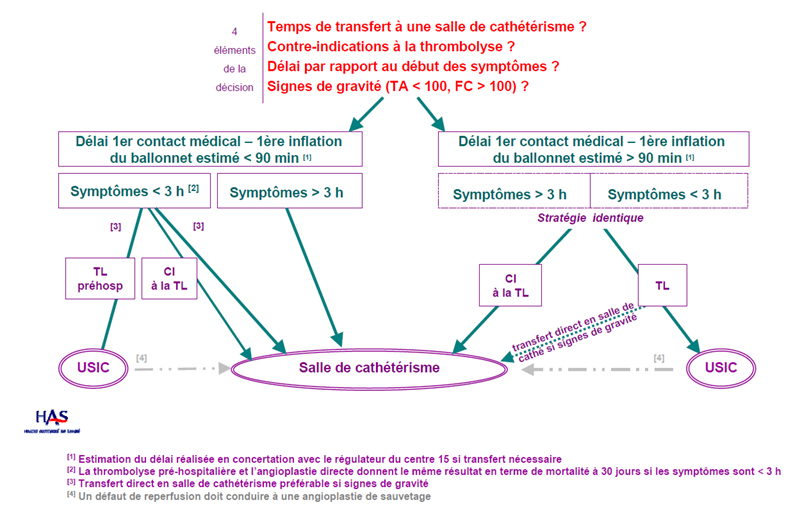 4
éléments
de la
décision
Temps de transfert à une salle de cathétérisme ?
Contre-indications à la thrombolyse ?
Délai par rapport au début des symptômes ?
Signes de gravité (TA < 100, FC > 100) ?
Délai 1er contact médical – 1ère inflation
du ballonnet estimé < 90 min [1]
Délai 1er contact médical – 1ère inflation
du ballonnet estimé > 90 min [1]
Symptômes < 3 h [2]
Symptômes > 3 h
Symptômes > 3 h
Symptômes < 3 h
Stratégie identique
[3]
[3]
TL
préhosp
CI
à la TL
CI
à la TL
TL
transfert direct en salle de
cathé si signes de gravité
USIC
[4]
Salle de cathétérisme
[4]
USIC
HAS
HAUTE AUTORITÉ DE SANTÉ
[1] Estimation du délai réalisée en concertation avec le régulateur du centre 15 si transfert nécessaire
[2] La thrombolyse pré-hospitalière et l'angioplastie directe donnent le même résultat en terme de mortalité à 30 jours si les symptômes sont < 3 h
[3] Transfert direct en salle de cathétérisme préférable si signes de gravité
[4] Un défaut de reperfusion doit conduire à une angioplastie de sauvetage